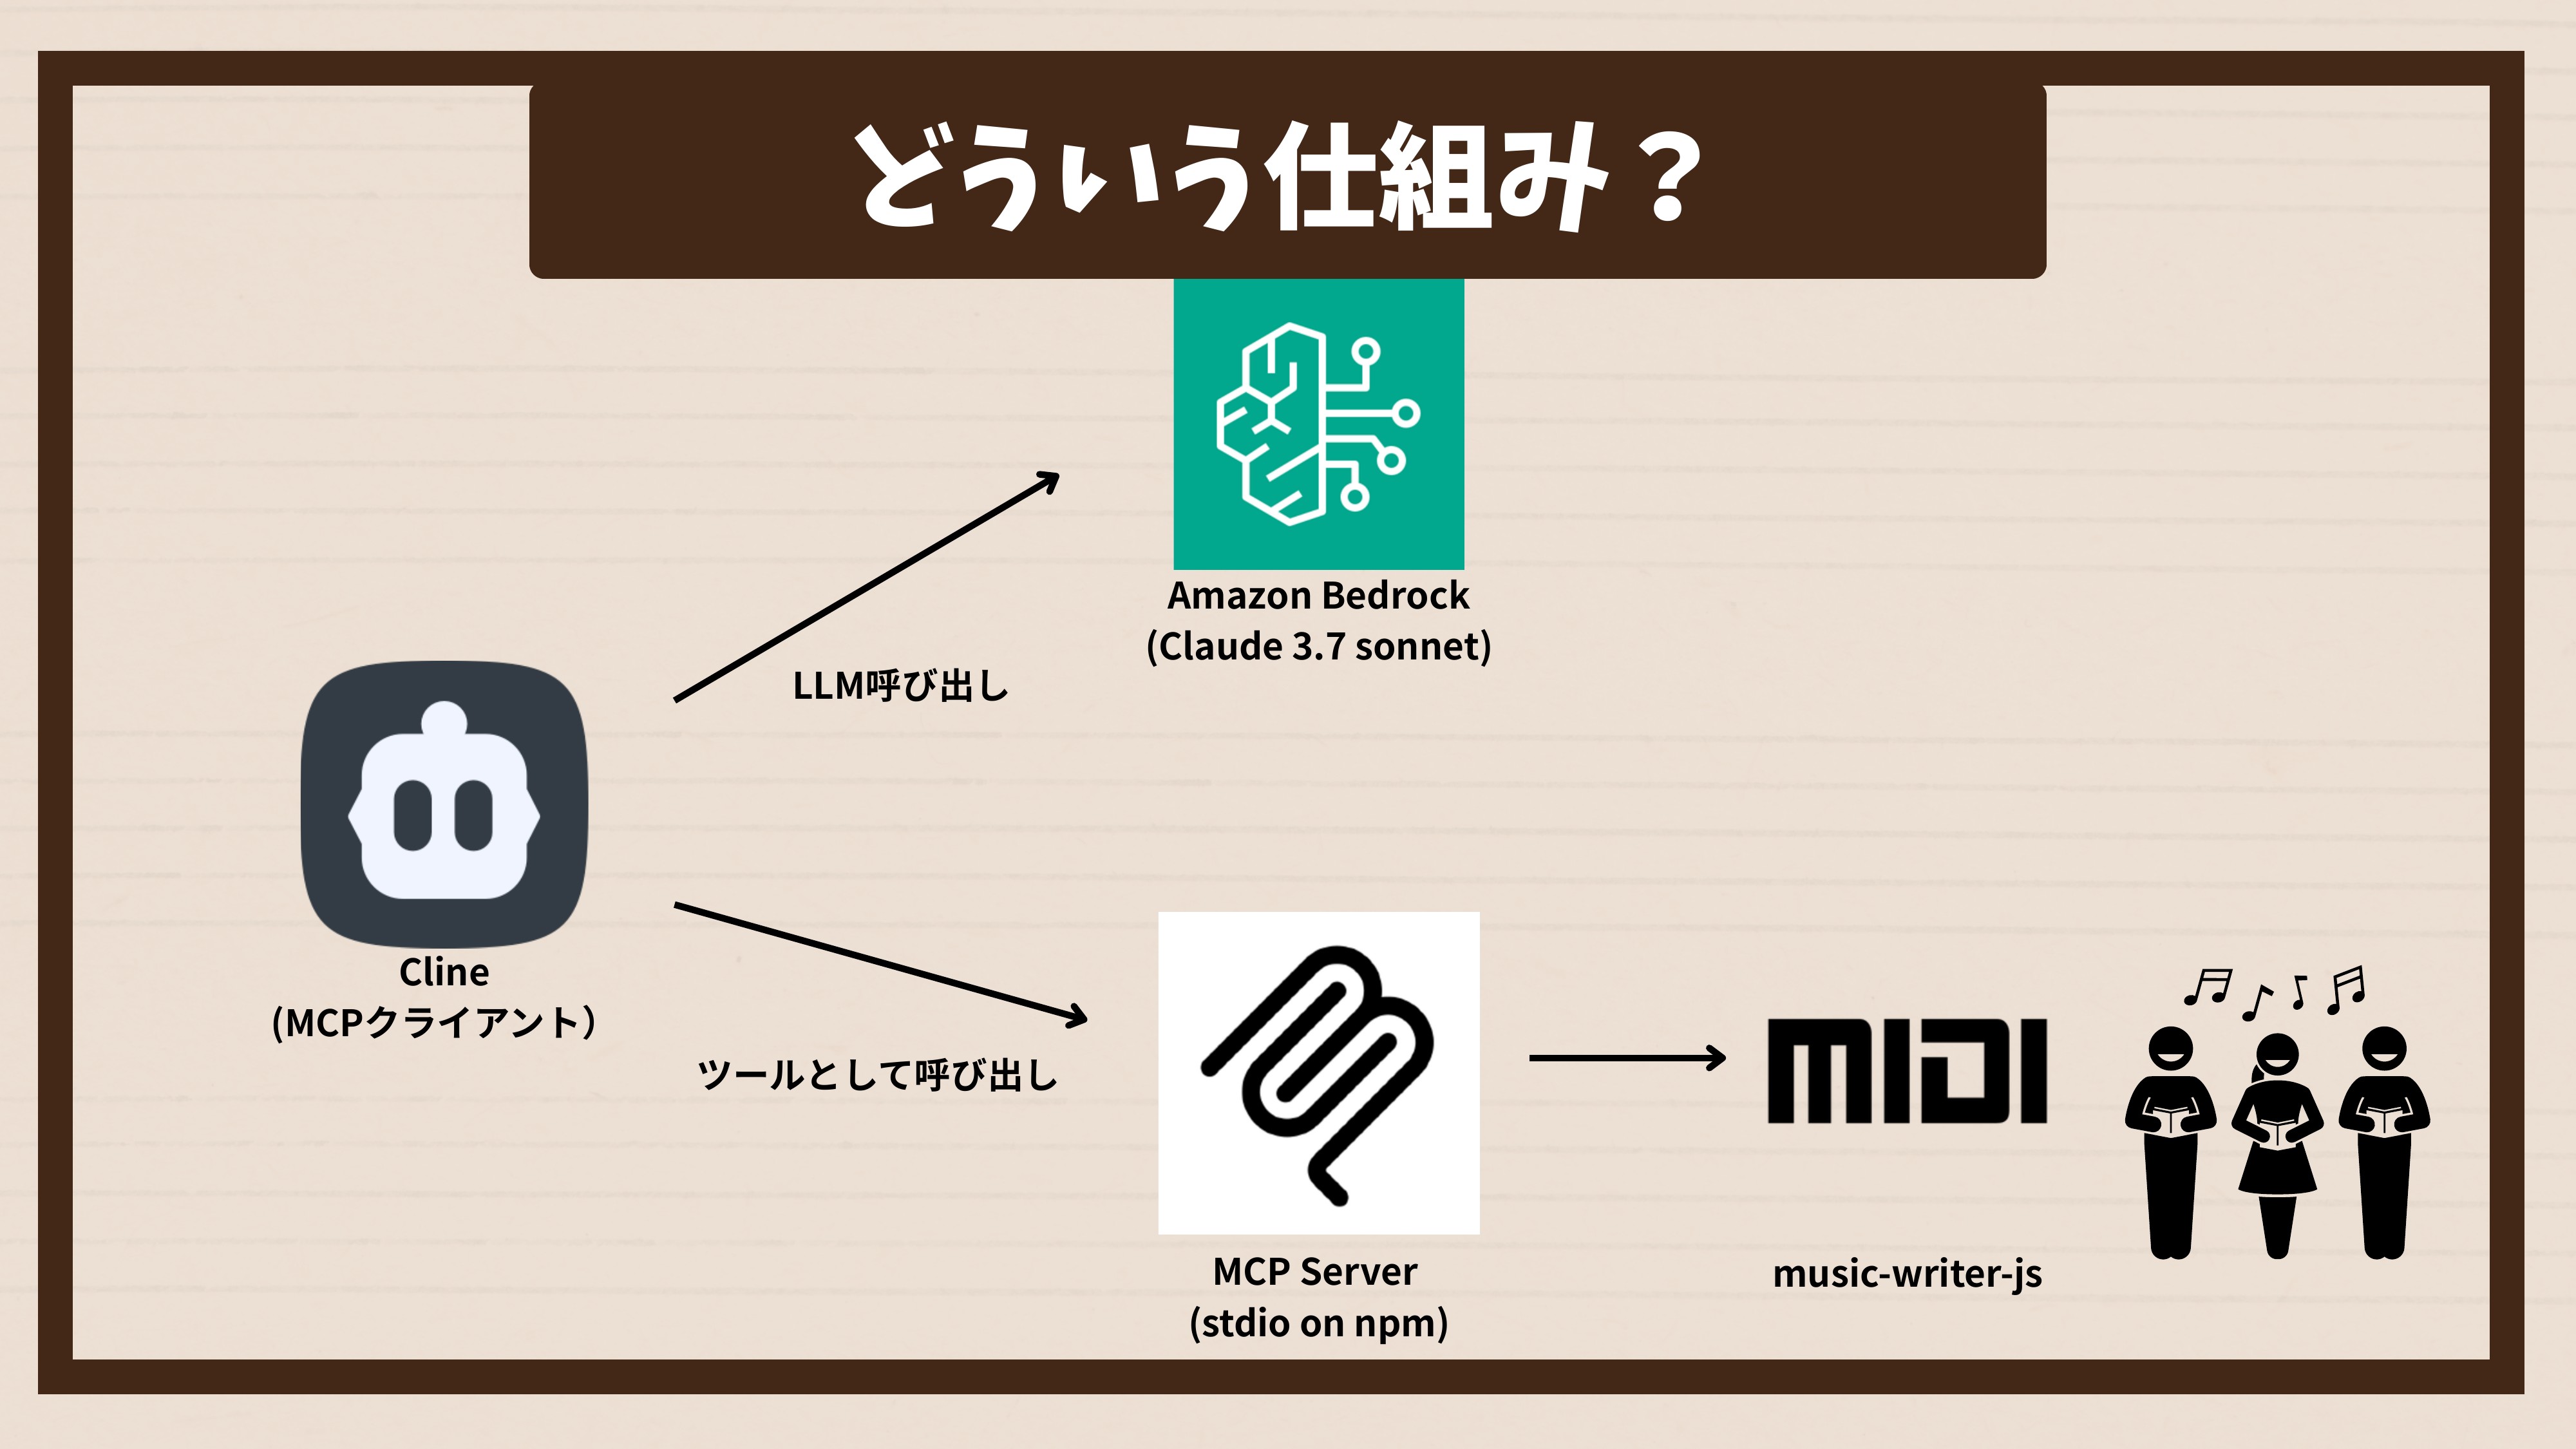 どういう仕組み？
Amazon Bedrock
(Claude 3.7 sonnet)
LLM呼び出し
Cline
(MCPクライアント）
ツールとして呼び出し
MCP Server
(stdio on npm)
MIDI
music-writer-js